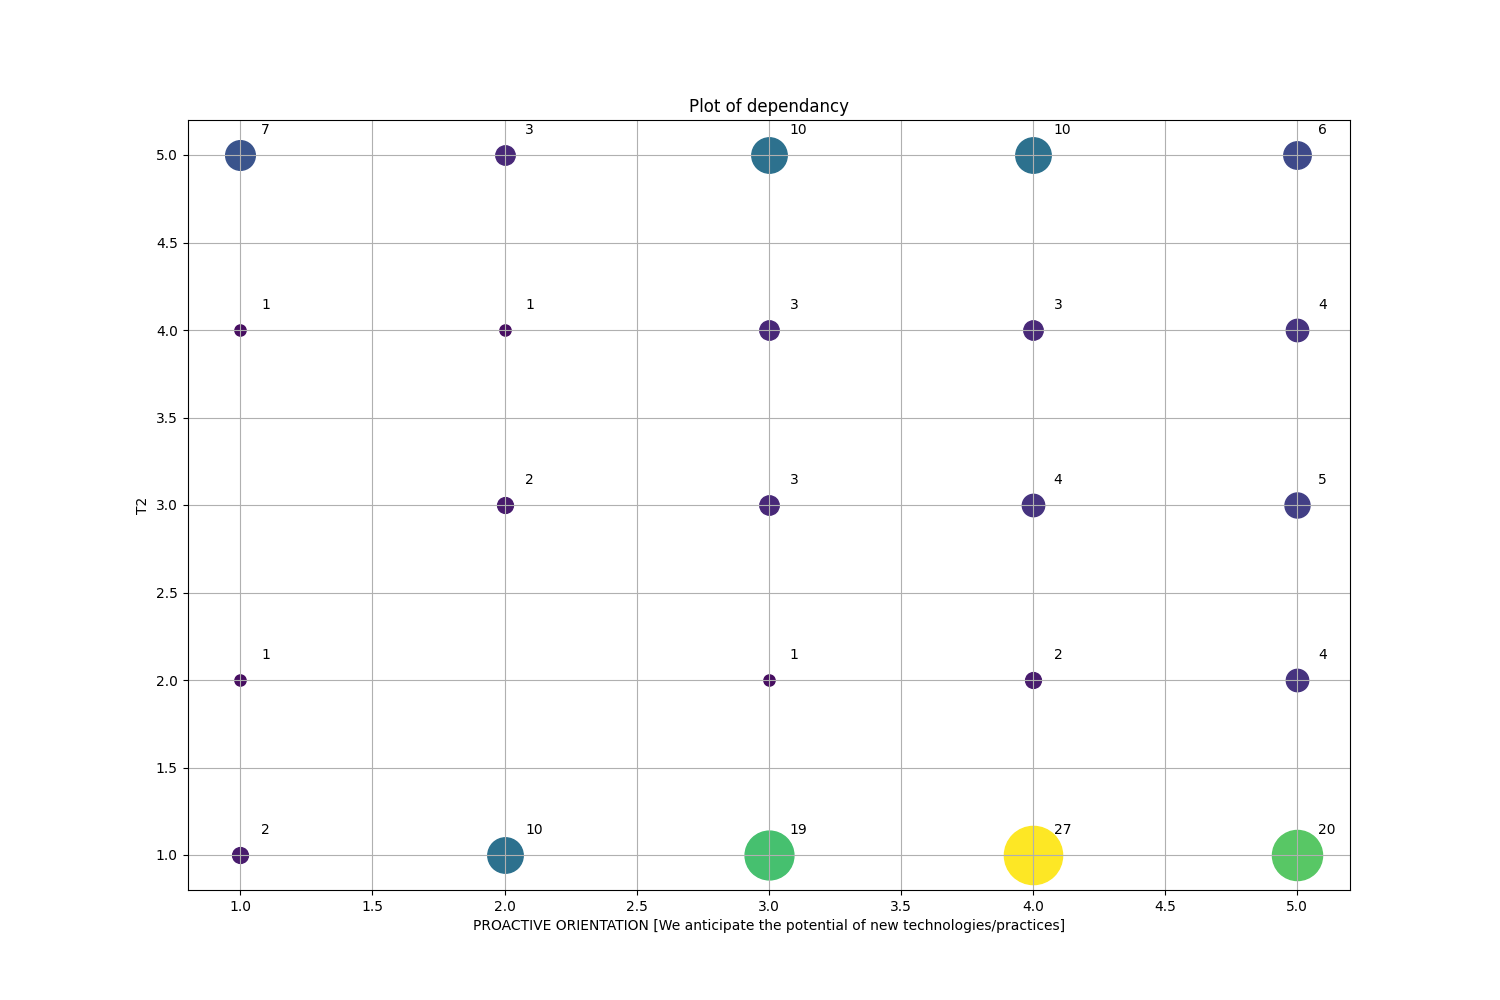 Plot of dependancy
7 3 10 10 6
5.0
4.5
1 1 3 3 4
4.0
3.5
2 3 4 5
3.0
T2
2.5
1 1 2 4
2.0
1.5
2 10 19 27 20
1.0
1.0 1.5 2.0 2.5 3.0 3.5 4.0 4.5 5.0
PROACTIVE ORIENTATION [We anticipate the potential of new technologies/practices]